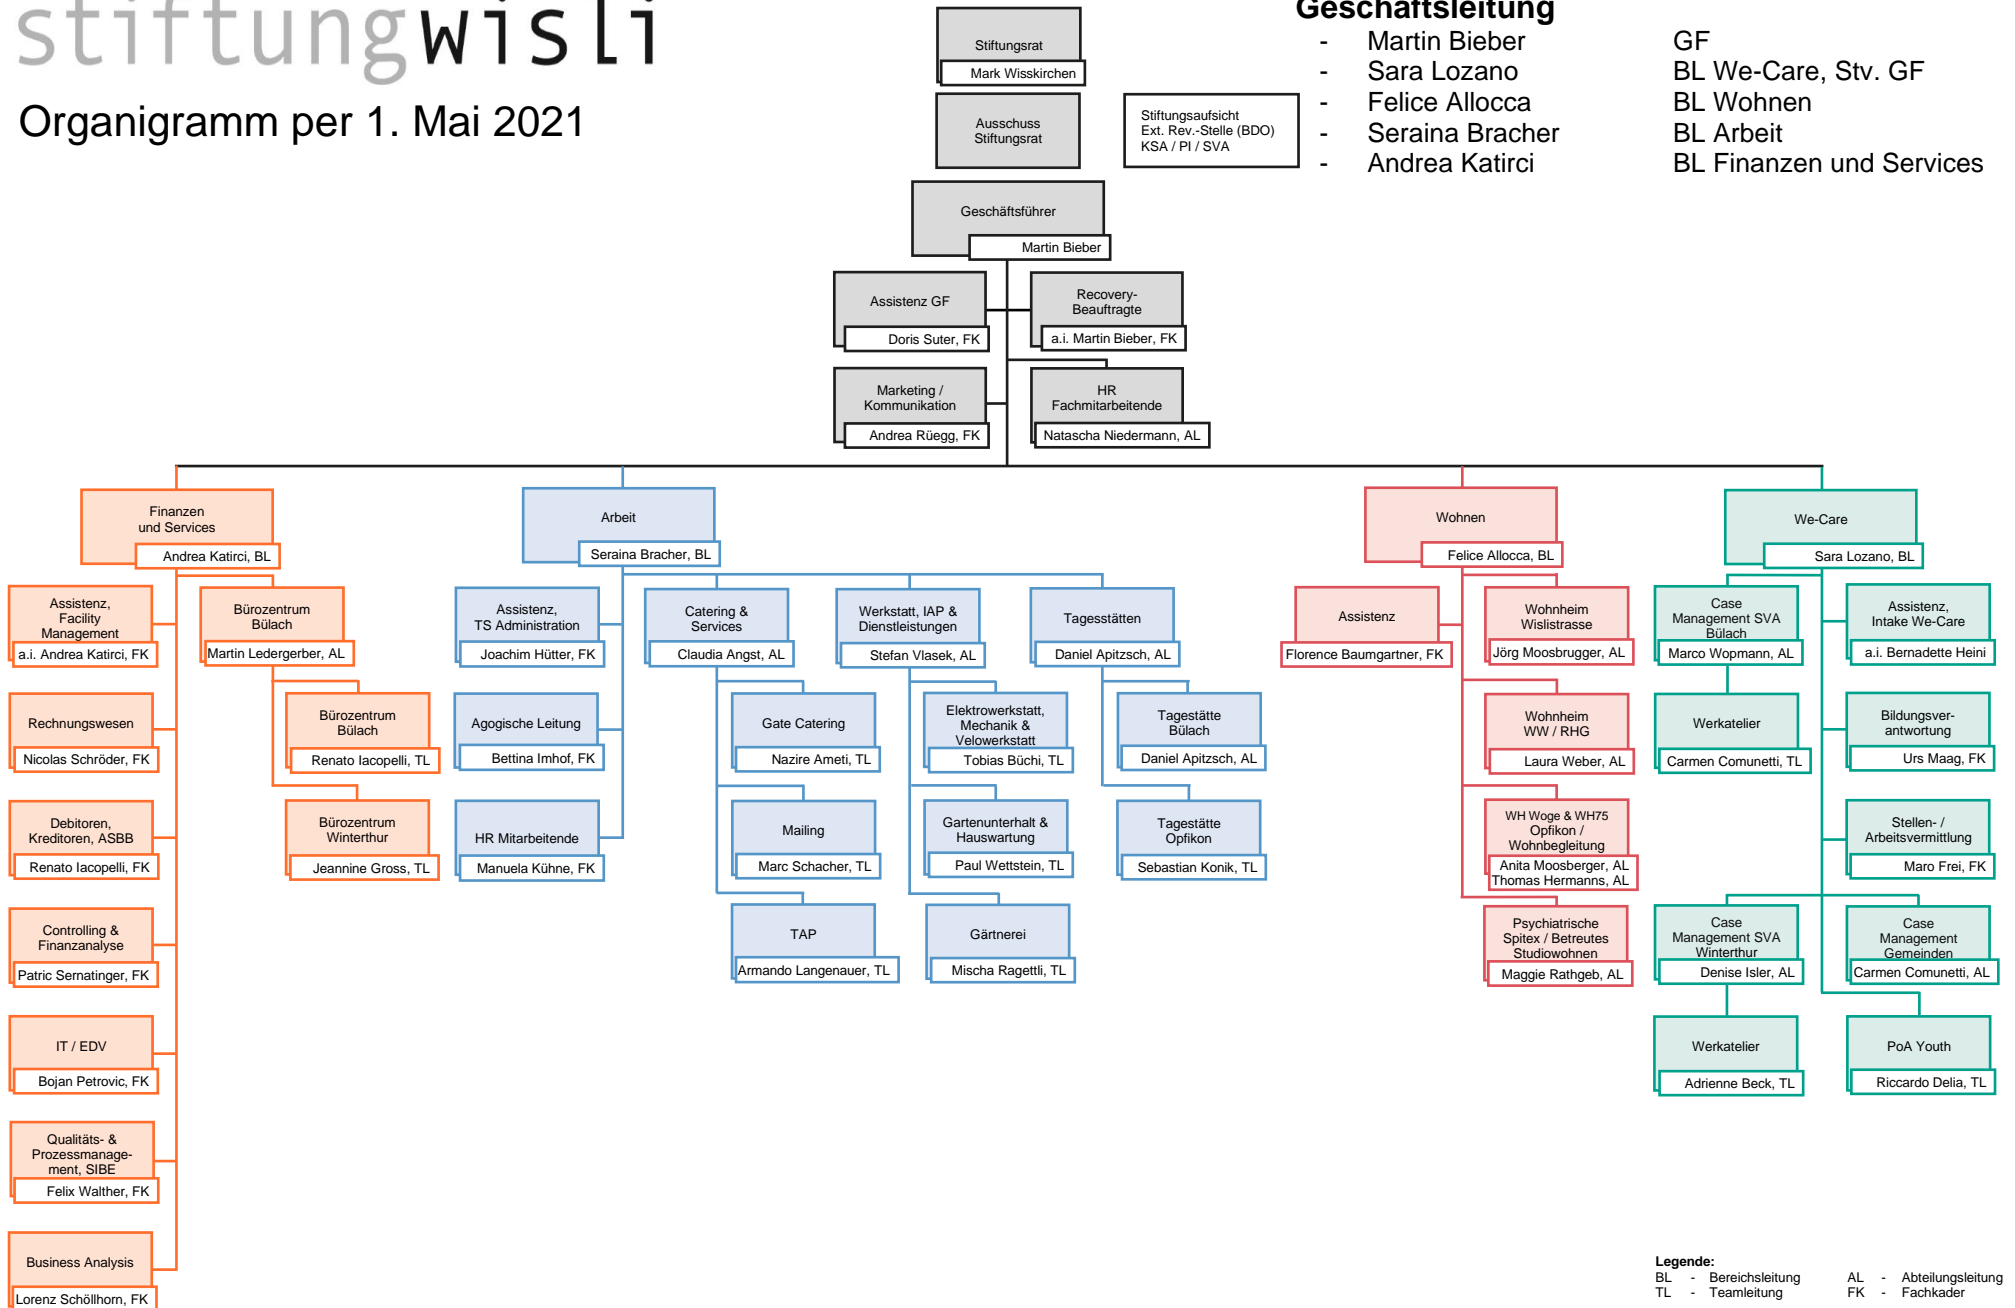 stiftungwisli
Organigramm per 1. Mai 2021
Geschäftsleitung
- Martin Bieber GF
- Sara Lozano BL We-Care, Stv. GF
- Felice Allocca BL Wohnen
- Seraina Bracher BL Arbeit
- Andrea Katirci BL Finanzen und Services
Stiftungsrat
Mark Wisskirchen
Ausschuss
Stiftungsrat
Stiftungsaufsicht
Ext. Rev.-Stelle (BDO)
KSA / PI / SVA
Geschäftsführer
Martin Bieber
Assistenz GF
Doris Suter, FK
Recovery-
Beauftragte
a.i. Martin Bieber, FK
Marketing /
Kommunikation
Andrea Rüegg, FK
HR
Fachmitarbeitende
Natascha Niedermann, AL
Finanzen
und Services
Andrea Katirci, BL
Assistenz,
Facility
Management
a.i. Andrea Katirci, FK
Bürozentrum
Bülach
Martin Ledergerber, AL
Rechnungswesen
Nicolas Schröder, FK
Bürozentrum
Bülach
Renato Iacopelli, TL
Debitoren,
Kreditoren, ASBB
Renato Iacopelli, FK
Bürozentrum
Winterthur
Jeannine Gross, TL
Controlling &
Finanzanalyse
Patric Sernatinger, FK
IT / EDV
Bojan Petrovic, FK
Qualitäts- &
Prozessmanage-
ment, SIBE
Felix Walther, FK
Business Analysis
Lorenz Schöllhorn, FK
Arbeit
Seraina Bracher, BL
Assistenz,
TS Administration
Joachim Hütter, FK
Agogische Leitung
Bettina Imhof, FK
HR Mitarbeitende
Manuela Kühne, FK
Catering &
Services
Claudia Angst, AL
Gate Catering
Nazire Ameti, TL
Mailing
Marc Schacher, TL
TAP
Armando Langenauer, TL
Werkstatt, IAP &
Dienstleistungen
Stefan Vlasek, AL
Elektrowerkstatt,
Mechanik &
Velowerkstatt
Tobias Büchi, TL
Gartenunterhalt &
Hauswartung
Paul Wettstein, TL
Gärtnerei
Mischa Ragettli, TL
Tagesstätten
Daniel Apitzsch, AL
Tagestätte
Bülach
Daniel Apitzsch, AL
Tagestätte
Opfikon
Sebastian Konik, TL
Wohnen
Felice Allocca, BL
Assistenz
Florence Baumgartner, FK
Wohnheim
Wislistrasse
Jörg Moosbrugger, AL
Wohnheim
WW / RHG
Laura Weber, AL
WH Woge & WH75
Opfikon /
Wohnbegleitung
Anita Moosberger, AL
Thomas Hermanns, AL
Psychiatrische
Spitex / Betreutes
Studiowohnen
Maggie Rathgeb, AL
We-Care
Sara Lozano, BL
Case
Management SVA
Bülach
Marco Wopmann, AL
Assistenz,
Intake We-Care
a.i. Bernadette Heini
Werkatelier
Carmen Comunetti, TL
Bildungsver-
antwortung
Urs Maag, FK
Stellen- /
Arbeitsvermittlung
Maro Frei, FK
Case
Management SVA
Winterthur
Denise Isler, AL
Case
Management
Gemeinden
Carmen Comunetti, AL
Werkatelier
Adrienne Beck, TL
PoA Youth
Riccardo Delia, TL
Legende:
BL - Bereichsleitung AL - Abteilungsleitung
TL - Teamleitung FK - Fachkader